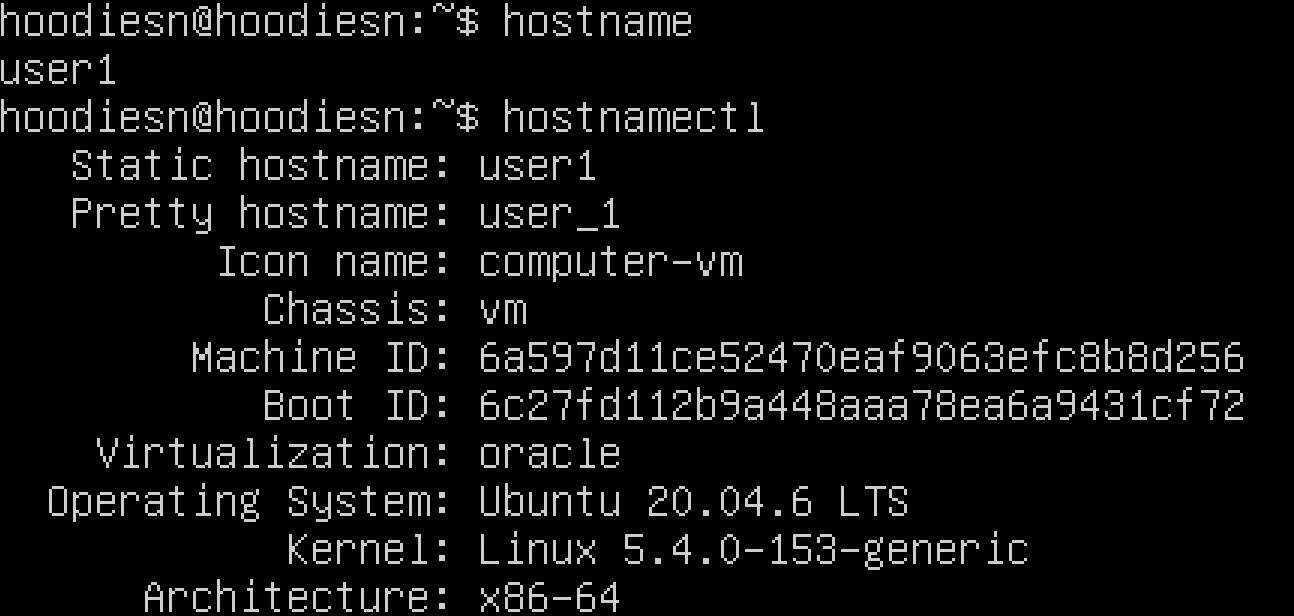 hoodiesn@hoodiesn:~$ hostname
user1
hoodiesn@hoodiesn:~$ hostnamectl
Static hostname: user1
Pretty hostname: user_1
Icon name: computer-vm
Chassis: vm
Machine ID: 6a597d11ce52470eaf9063efc8b8d256
Boot ID: 6c27fd112b9a448aaa78ea6a9431cf72
Virtualization: oracle
Operating System: Ubuntu 20.04.6 LTS
Kernel: Linux 5.4.0-153-generic
Architecture: x86-64